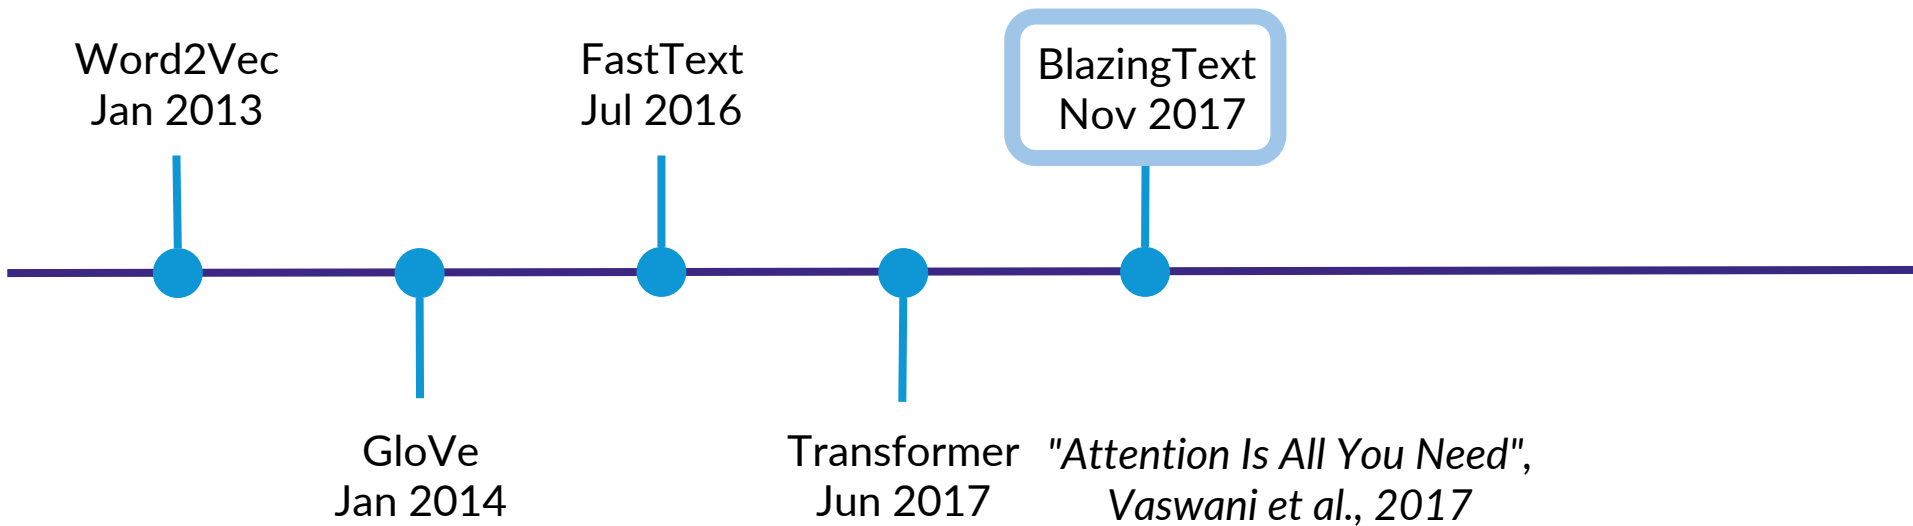 Word2Vec
Jan 2013
FastText
Jul 2016
BlazingText
Nov 2017
GloVe
Jan 2014
Transformer
Jun 2017
"Attention Is All You Need",
Vaswani et al., 2017